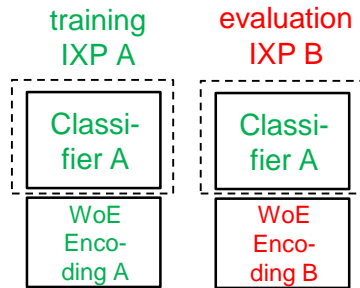 training
IXP A
Classi-
fier A
WoE
Enco-
ding A
evaluation
IXP B
Classi-
fier A
WoE
Enco-
ding B